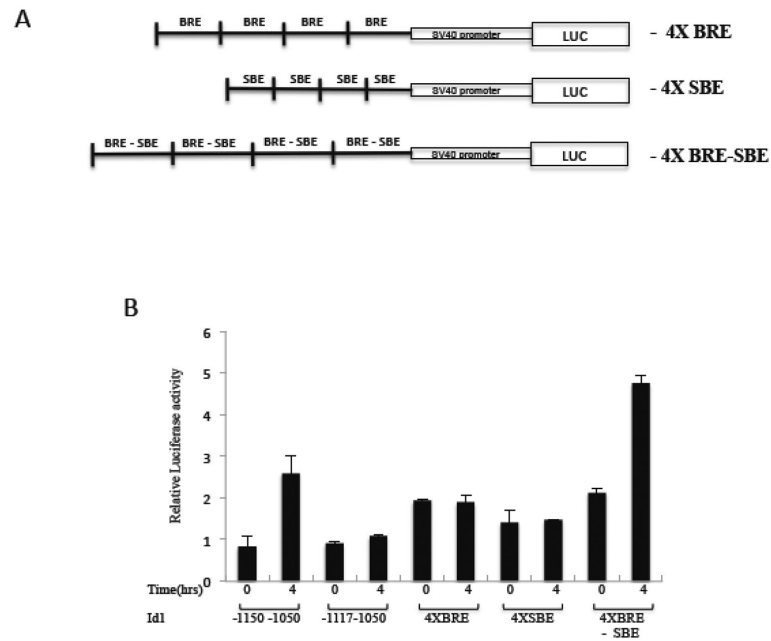 A
BRE BRE BRE BRE SV40 promoter LUC - 4X BRE
SBE SBE SBE SBE SV40 promoter LUC - 4X SBE
BRE - SBE BRE - SBE BRE - SBE BRE - SBE SV40 promoter LUC - 4X BRE-SBE
B
Relative Luciferase activity
6
5
4
3
2
1
0
Time(hrs) 0 4 0 4 0 4 0 4 0 4
Id1 -1150 -1050 -1117-1050 4XBRE 4XSBE 4XBRE
- SBE